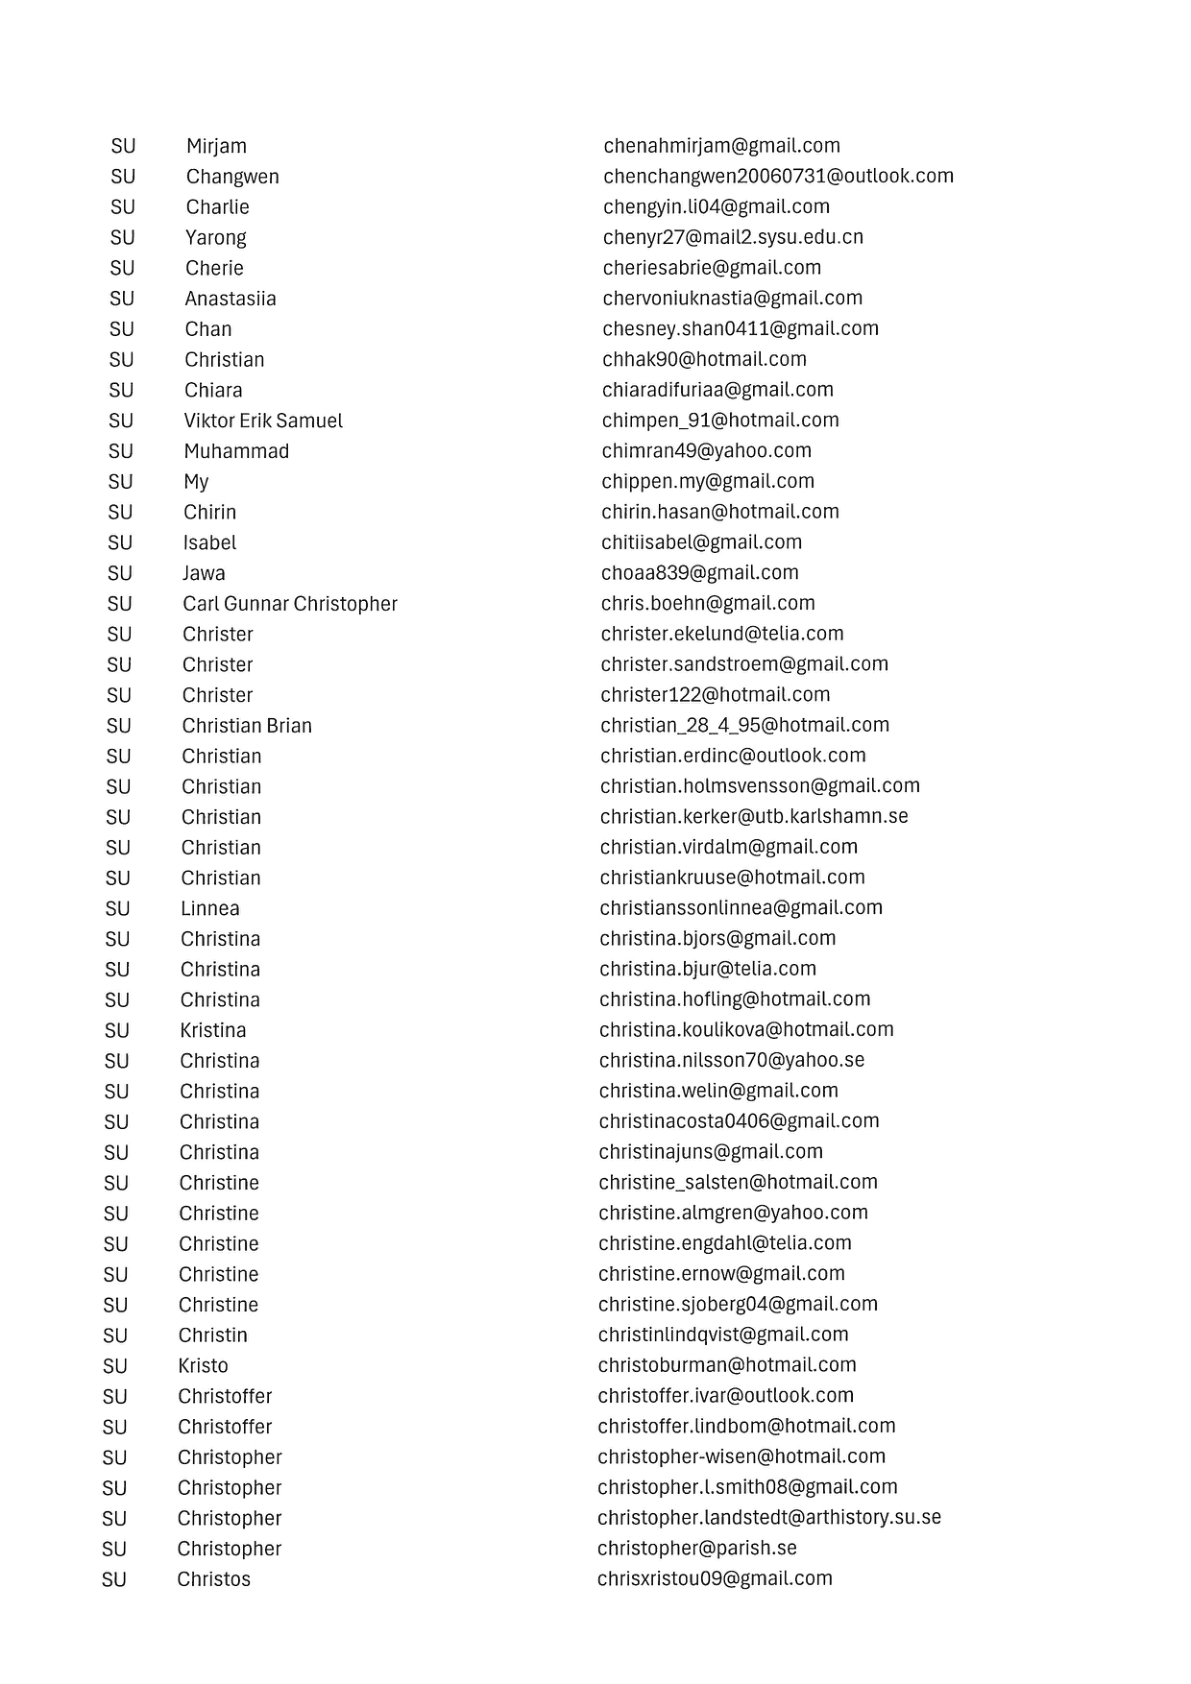 SU Mirjam chenahmirjam@gmail.com
SU Changwen chenchangwen20060731@outlook.com
SU Charlie chengyin.li04@gmail.com
SU Yarong chenyr27@mail2.sysu.edu.cn
SU Cherie cheriesabrie@gmail.com
SU Anastasiia chervoniuknastia@gmail.com
SU Chan chesney.shan0411@gmail.com
SU Christian chhak90@hotmail.com
SU Chiara chiaradifuriaa@gmail.com
SU Viktor Erik Samuel chimpen_91@hotmail.com
SU Muhammad chimran49@yahoo.com
SU My chippen.my@gmail.com
SU Chirin chirin.hasan@hotmail.com
SU Isabel chitiisabel@gmail.com
SU Jawa choaa839@gmail.com
SU Carl Gunnar Christopher chris.boehn@gmail.com
SU Christer christer.ekelund@telia.com
SU Christer christer.sandstroem@gmail.com
SU Christer christer122@hotmail.com
SU Christian Brian christian_28_4_95@hotmail.com
SU Christian christian.erdinc@outlook.com
SU Christian christian.holmsvensson@gmail.com
SU Christian christian.kerker@utb.karlshamn.se
SU Christian christian.virdalm@gmail.com
SU Christian christiankruuse@hotmail.com
SU Linnea christianssonlinnea@gmail.com
SU Christina christina.bjors@gmail.com
SU Christina christina.bjur@telia.com
SU Christina christina.hofling@hotmail.com
SU Kristina christina.koulikova@hotmail.com
SU Christina christina.nilsson70@yahoo.se
SU Christina christina.welin@gmail.com
SU Christina christinacosta0406@gmail.com
SU Christina christinajuns@gmail.com
SU Christine christine_salsten@hotmail.com
SU Christine christine.almgren@yahoo.com
SU Christine christine.engdahl@telia.com
SU Christine christine.ernow@gmail.com
SU Christine christine.sjoberg04@gmail.com
SU Christin christinlindqvist@gmail.com
SU Kristo christoburman@hotmail.com
SU Christoffer christoffer.ivar@outlook.com
SU Christoffer christoffer.lindbom@hotmail.com
SU Christopher christopher-wisen@hotmail.com
SU Christopher christopher.l.smith08@gmail.com
SU Christopher christopher.landstedt@arthistory.su.se
SU Christopher christopher@parish.se
SU Christos chrisxristou09@gmail.com